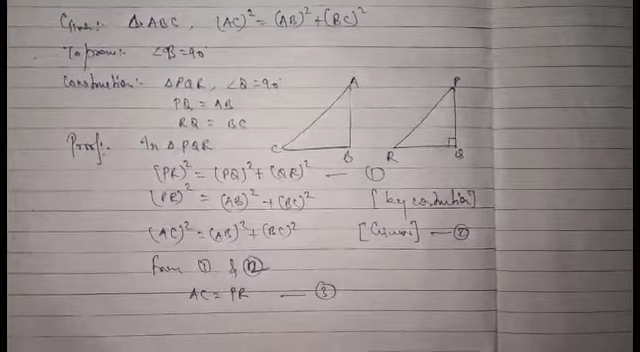 Given:- Δ ABC, (AC)² = (AB)² + (BC)²
To prove:- ∠B = 90°
Construction:- ΔPQR, ∠Q = 90°
PQ = AB
RQ = BC
A
P
C
B
R
Q
Proof:- In ΔPQR
(PR)² = (PQ)² + (QR)² — ①
(PR)² = (AB)² + (BC)² [by construction]
(AC)² = (AB)² + (BC)² [Given] — ②
from ① & ②
AC = PR — ③